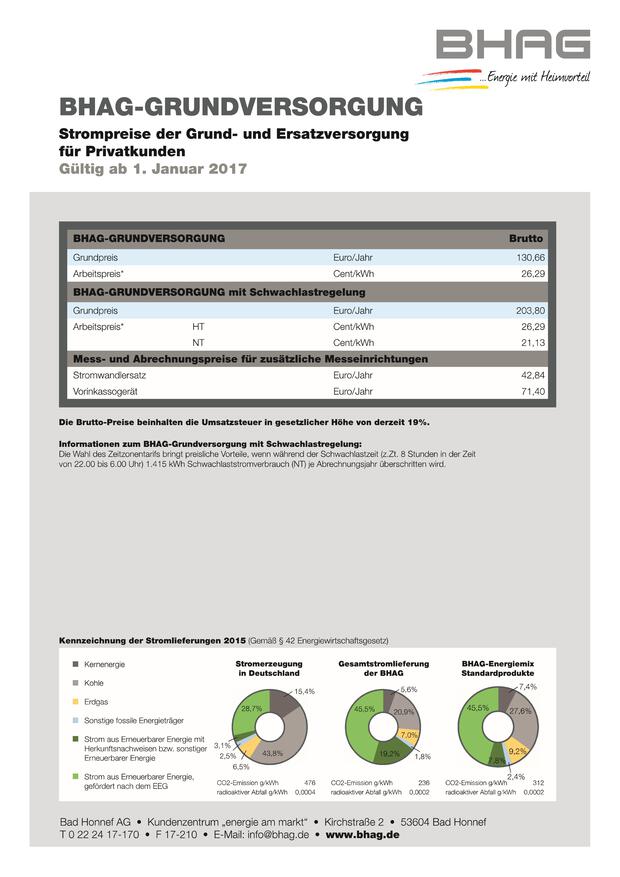 BHAG
...Energie mit Heimvorteil
BHAG-GRUNDVERSORGUNG
Strompreise der Grund- und Ersatzversorgung
für Privatkunden
Gültig ab 1. Januar 2017
BHAG-GRUNDVERSORGUNG Brutto
Grundpreis Euro/Jahr 130,66
Arbeitspreis* Cent/kWh 26,29
BHAG-GRUNDVERSORGUNG mit Schwachlastregelung
Grundpreis Euro/Jahr 203,80
Arbeitspreis* HT Cent/kWh 26,29
NT Cent/kWh 21,13
Mess- und Abrechnungspreise für zusätzliche Messeinrichtungen
Stromwandlersatz Euro/Jahr 42,84
Vorinkassogerät Euro/Jahr 71,40
Die Brutto-Preise beinhalten die Umsatzsteuer in gesetzlicher Höhe von derzeit 19%.
Informationen zum BHAG-Grundversorgung mit Schwachlastregelung:
Die Wahl des Zeitzonentarifs bringt preisliche Vorteile, wenn während der Schwachlastzeit (z.Zt. 8 Stunden in der Zeit
von 22.00 bis 6.00 Uhr) 1.415 kWh Schwachlaststromverbrauch (NT) je Abrechnungsjahr überschritten wird.
Kennzeichnung der Stromlieferungen 2015 (Gemäß § 42 Energiewirtschaftsgesetz)
Kernenergie
Kohle
Erdgas
Sonstige fossile Energieträger
Strom aus Erneuerbarer Energie mit
Herkunftsnachweisen bzw. sonstiger
Erneuerbarer Energie
Strom aus Erneuerbarer Energie,
gefördert nach dem EEG
Stromerzeugung
in Deutschland
15,4%
28,7%
43,8%
3,1%
2,5%
6,5%
CO2-Emission g/kWh 476
radioaktiver Abfall g/kWh 0,0004
Gesamtstromlieferung
der BHAG
5,6%
45,5%
20,9%
7,0%
1,8%
19,2%
CO2-Emission g/kWh 236
radioaktiver Abfall g/kWh 0,0002
BHAG-Energiemix
Standardprodukte
7,4%
45,5%
27,6%
9,2%
7,8%
2,4%
CO2-Emission g/kWh 312
radioaktiver Abfall g/kWh 0,0002
Bad Honnef AG • Kundenzentrum „energie am markt“ • Kirchstraße 2 • 53604 Bad Honnef
T 0 22 24 17-170 • F 17-210 • E-Mail: info@bhag.de • www.bhag.de